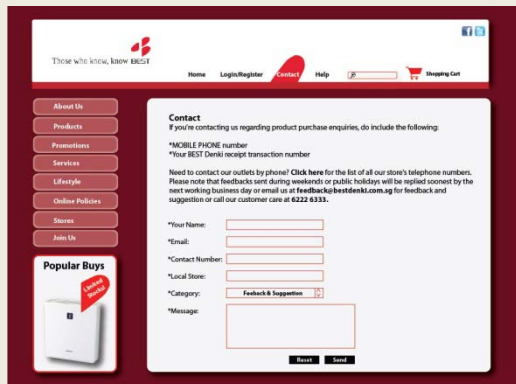 Those who know, know BEST
Home Login/Register Contact Help Shopping Cart
About Us
Products
Promotions
Services
Lifestyle
Online Policies
Stores
Join Us
Popular Buys
Limited
Stocks!
Contact
If you're contacting us regarding product purchase enquiries, do include the following:
*MOBILE PHONE number
*Your BEST Denki receipt transaction number
Need to contact our outlets by phone? Click here for the list of all our store's telephone numbers.
Please note that feedbacks sent during weekends or public holidays will be replied soonest by the
next working business day or email us at feedback@bestdenki.com.sg for feedback and
suggestion or call our customer care at 6222 6333.
*Your Name:
*Email:
*Contact Number:
*Local Store:
*Category: Feeback & Suggestion
*Message:
Reset Send